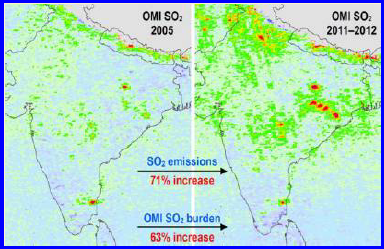 OMI SO₂
2005
OMI SO₂
2011–2012
SO₂ emissions
71% increase
OMI SO₂ burden
63% increase